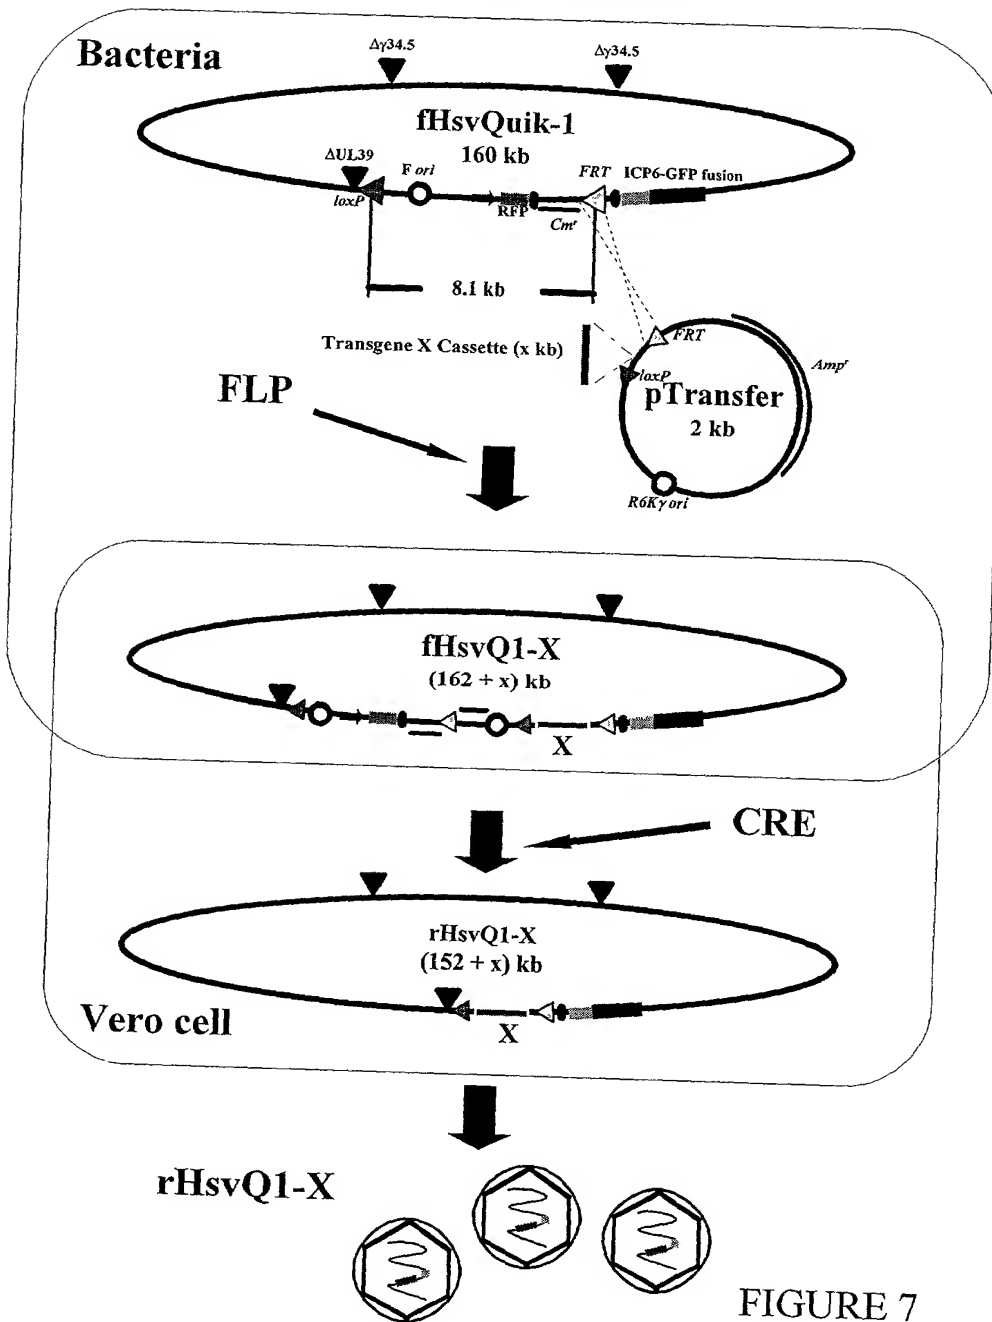 Δγ34.5
Δγ34.5
Bacteria
fHsvQuik-1
160 kb
ΔUL39
F ori
FRT
ICP6-GFP fusion
loxP
RFP
Cmʳ
8.1 kb
Transgene X Cassette (x kb)
FRT
Ampʳ
loxP
pTransfer
2 kb
FLP
R6Kγ ori
fHsvQ1-X
(162 + x) kb
X
CRE
rHsvQ1-X
(152 + x) kb
X
Vero cell
rHsvQ1-X
FIGURE 7